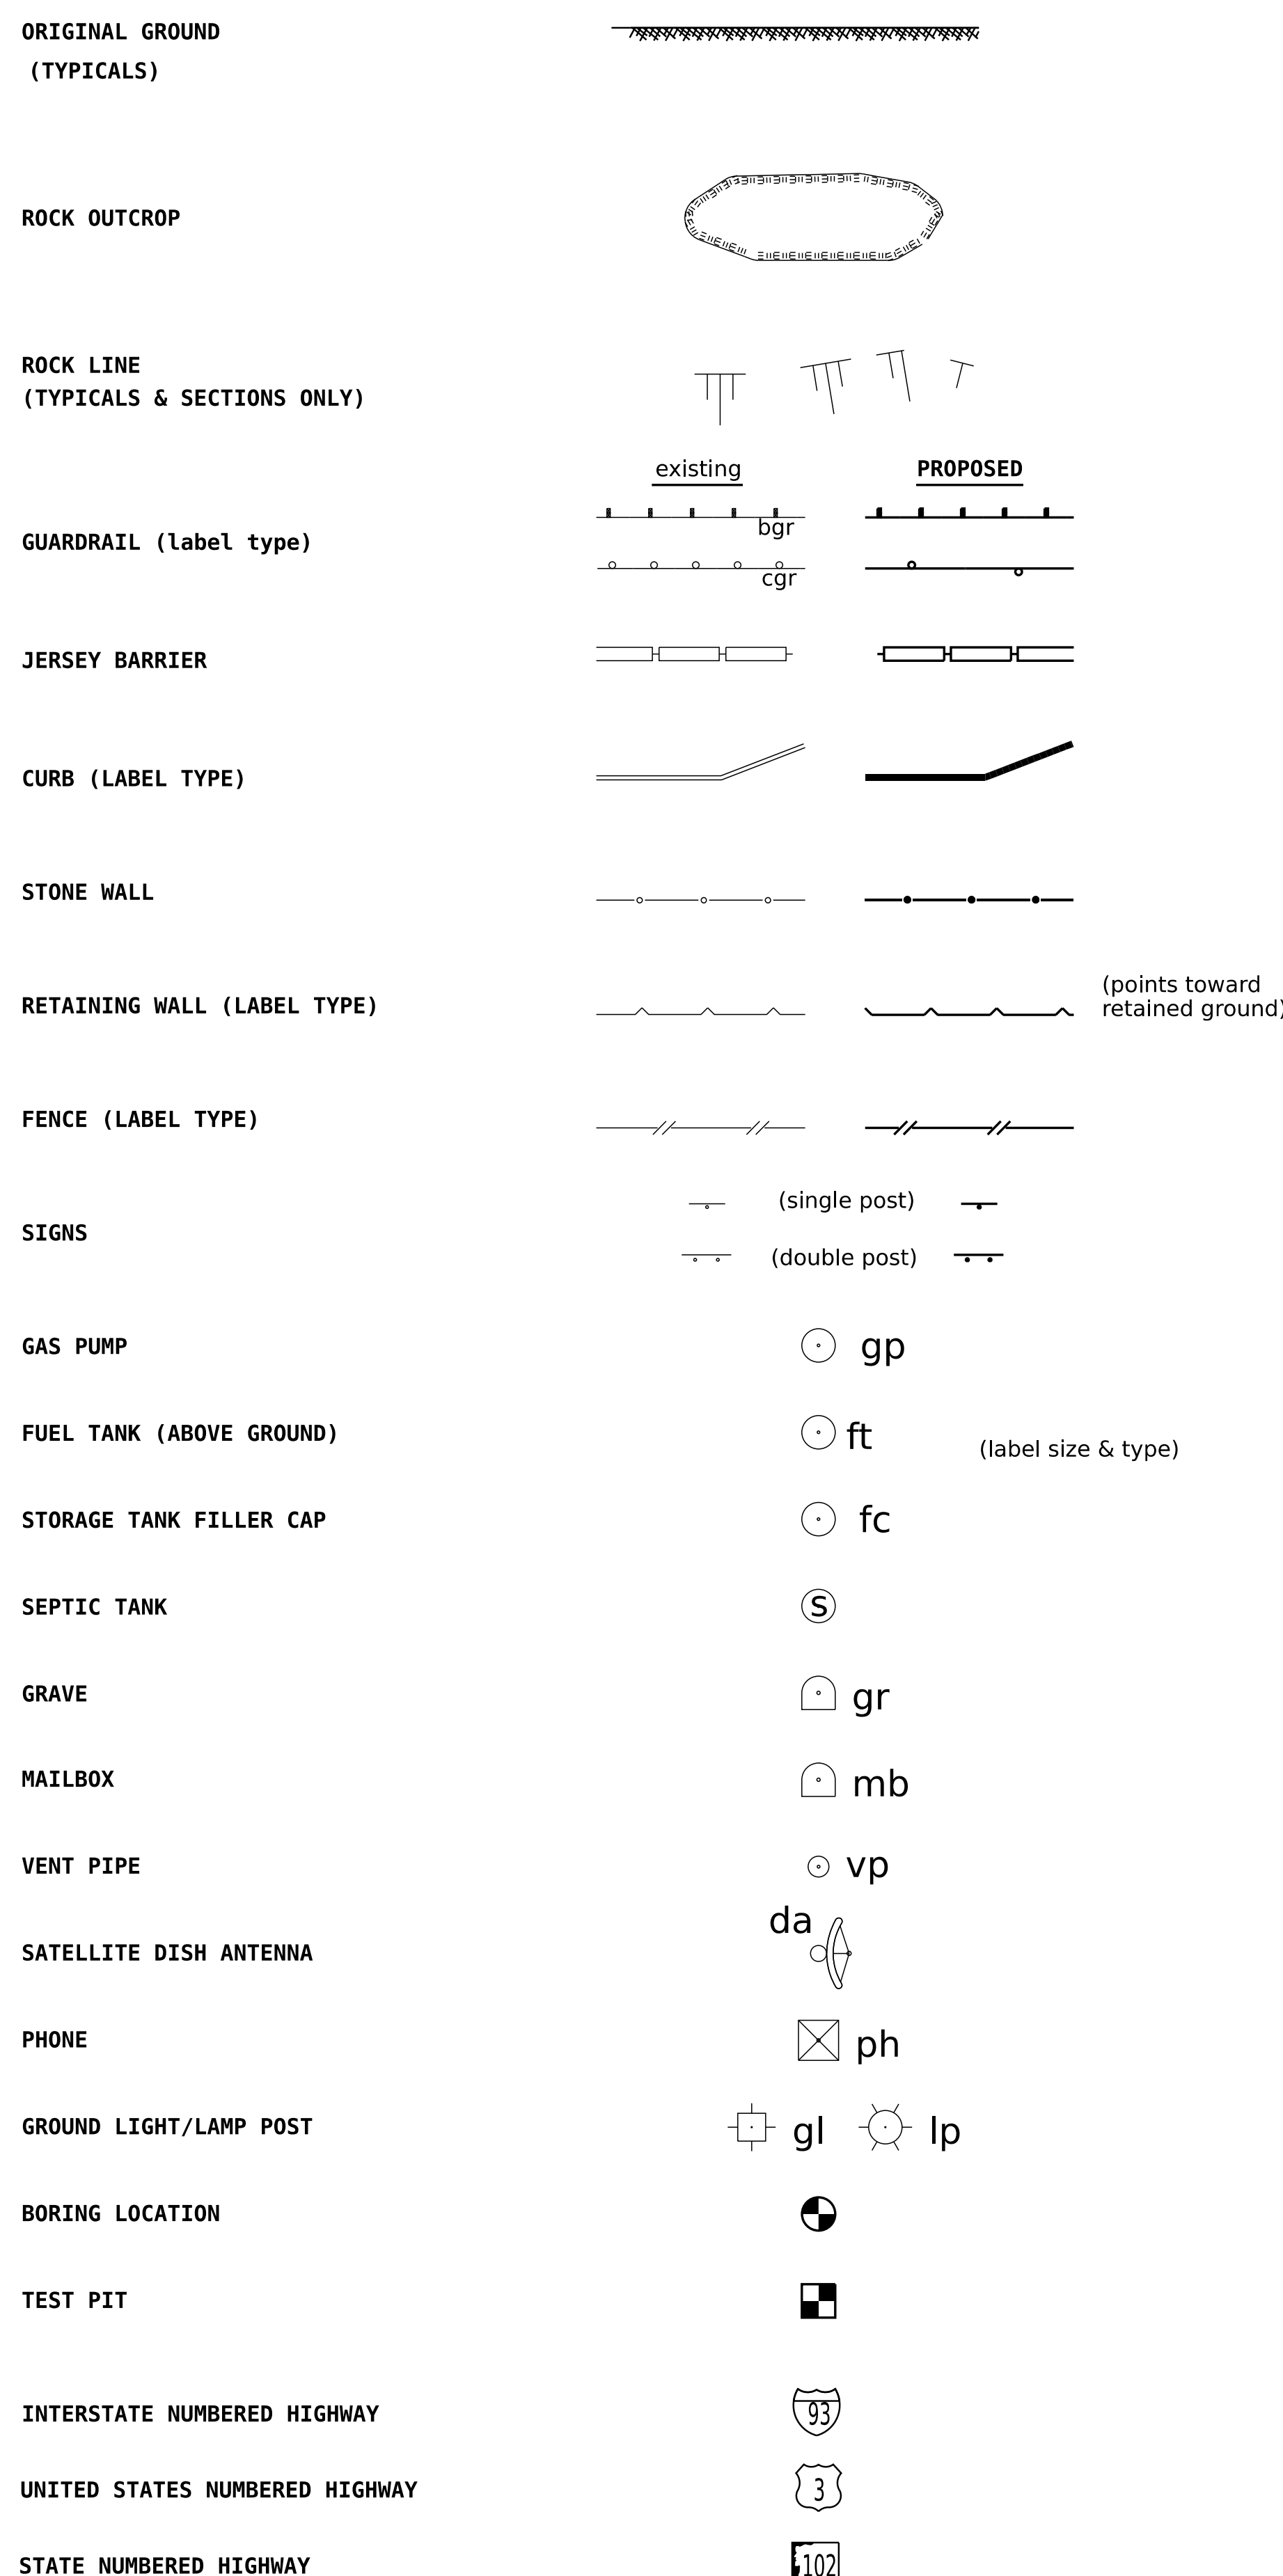 ORIGINAL GROUND
(TYPICALS)
ROCK OUTCROP
ROCK LINE
(TYPICALS & SECTIONS ONLY)
existing PROPOSED
GUARDRAIL (label type)
bgr
cgr
JERSEY BARRIER
CURB (LABEL TYPE)
STONE WALL
RETAINING WALL (LABEL TYPE)
(points toward
retained ground)
FENCE (LABEL TYPE)
SIGNS
(single post)
(double post)
GAS PUMP gp
FUEL TANK (ABOVE GROUND) ft (label size & type)
STORAGE TANK FILLER CAP fc
SEPTIC TANK S
GRAVE gr
MAILBOX mb
VENT PIPE vp
SATELLITE DISH ANTENNA da
PHONE ph
GROUND LIGHT/LAMP POST gl lp
BORING LOCATION
TEST PIT
INTERSTATE NUMBERED HIGHWAY 93
UNITED STATES NUMBERED HIGHWAY 3
STATE NUMBERED HIGHWAY 102